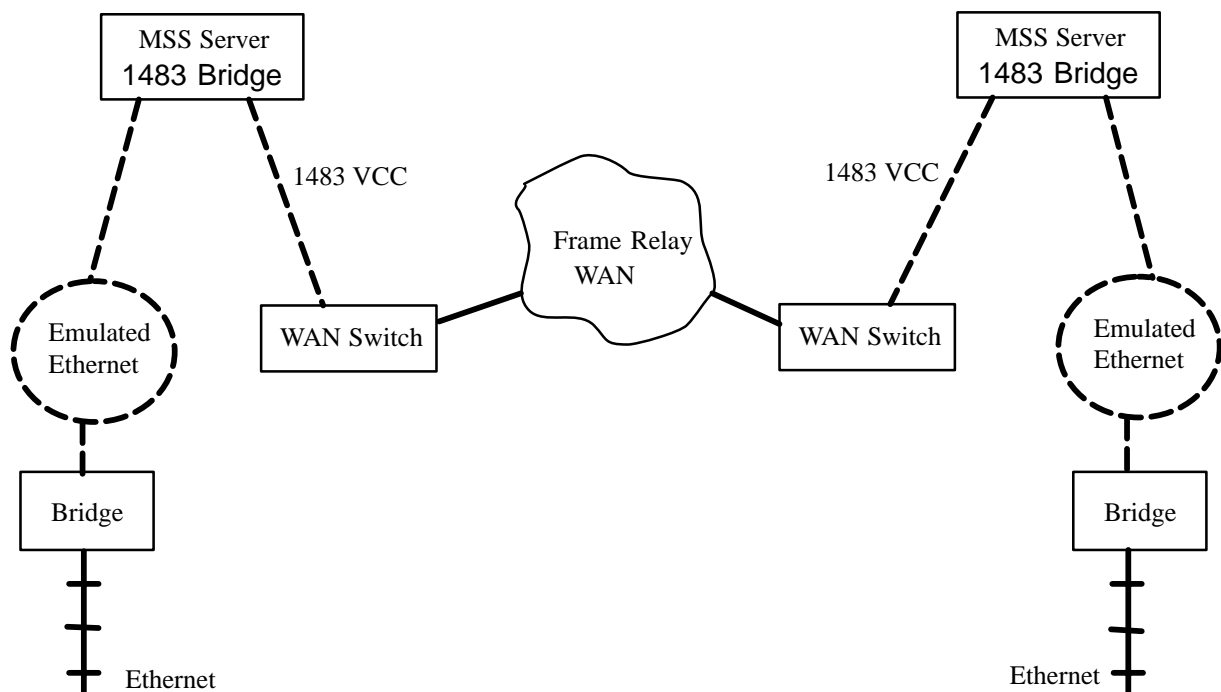 MSS Server
1483 Bridge
MSS Server
1483 Bridge
1483 VCC
1483 VCC
Frame Relay
WAN
Emulated
Ethernet
WAN Switch
WAN Switch
Emulated
Ethernet
Bridge
Bridge
Ethernet
Ethernet